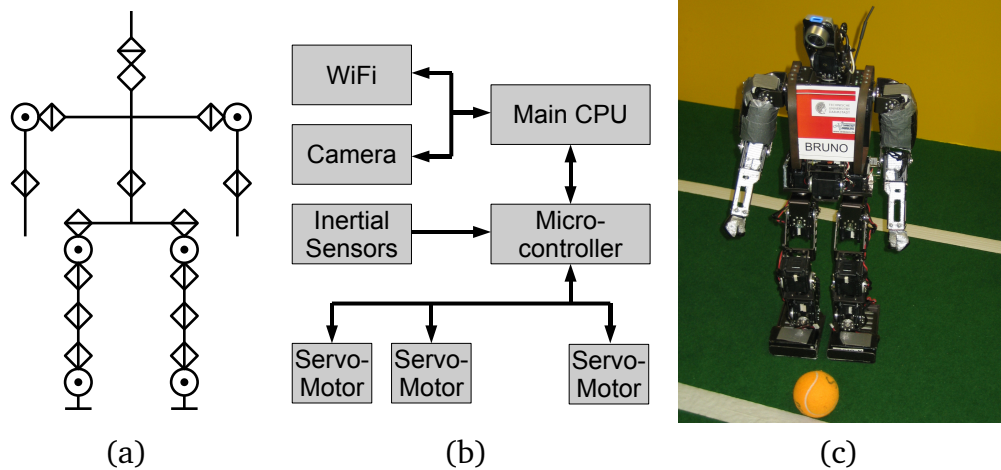 WiFi
Camera
Main CPU
Inertial
Sensors
Micro-
controller
Servo-
Motor
Servo-
Motor
Servo-
Motor
BRUNO
(a)
(b)
(c)